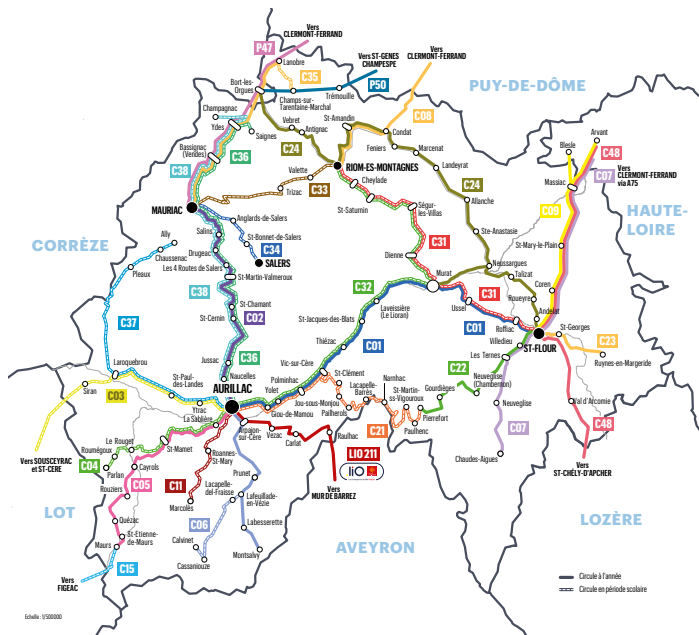 Vers
CLERMONT-FERRAND
P47
Lanobre
C35
Vers ST-GENES
CHAMPESPE
Vers
CLERMONT-FERRAND
PUY-DE-DÔME
Bort-les-
Orgues
Champs-sur-
Tarentaine-Marchal
Trémouille
P50
Champagnac
Ydes
Saignes
Vebret
Antignac
C24
St-Amandin
Condat
C08
Feniers
Marcenat
Landeyrat
Bassignac
(Vendes)
C36
C38
RIOM-ES-MONTAGNES
Valette
C33
Trizac
Cheylade
St-Saturnin
C24
Allanche
Ségur-
les-Villas
Ste-Anastasie
Blesle
Arvant
C48
C07
Vers
CLERMONT-FERRAND
via A75
Massiac
C09
HAUTE-
LOIRE
MAURIAC
Anglards-de-Salers
Salins
St-Bonnet-de-Salers
C34
SALERS
Drugeac
Les 4 Routes de Salers
St-Martin-Valmeroux
CORRÈZE
Ally
Chaussenac
Pleaux
C31
Dienne
Murat
Neussargues
Talizat
St-Mary-le-Plain
Coren
Roueyre
Andelat
C38
C02
St-Chamant
St-Cernin
C32
Laveissière
(Le Lioran)
St-Jacques-des-Blats
C31
Ussel
C01
Roffiac
St-Georges
C23
Ruynes-en-Margeride
Villedieu
ST-FLOUR
C37
Thiézac
C01
Vic-sur-Cère
C36
Jussac
Naucelles
Polminhac
Yolet
St-Clément
Les Ternes
C22
Neuveglise
(Chambernon)
Laroquebrou
St-Paul-
des-Landes
Siran
C03
Ytrac
La Sablière
AURILLAC
Jou-sous-Monjou
Giou-de-Mamou
Pailherols
Lacapelle-
Barrès
Narnhac
St-Martin-
ss-Vigouroux
Gourdièges
Pierrefort
Paulhenc
C21
Neuveglise
C07
Val d'Arcomie
C48
Chaudes-Aigues
Vers
ST-CHÉLY-D'APCHER
Vers SOUSCEYRAC
et ST-CERE
Le Rouget
Roumégoux
C04
Parlan
St-Mamet
Cayrols
Rouziers
C05
Arpajon-
sur-Cère
Vézac
Carlat
Raulhac
LIO 211
liO
Vers
MUR DE BARREZ
Roannes-
St-Mary
C11
Marcolès
Lacapelle-
del-Fraisse
Prunet
Lafeuillade-
en-Vézie
C06
Labesserette
Calvinet
Cassaniouze
Montsalvy
LOT
Quézac
St-Etienne-
de-Maurs
Maurs
C15
Vers
FIGEAC
AVEYRON
LOZÈRE
Circule à l'année
Circule en période scolaire
Echelle : 1/500000